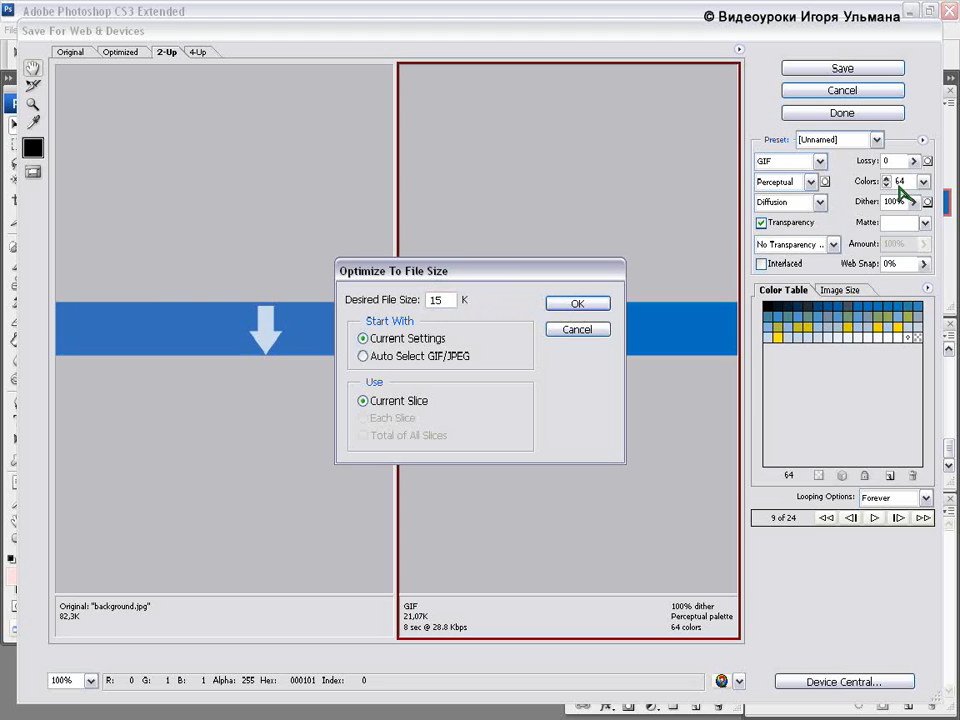 Adobe Photoshop CS3 Extended
© Видеоуроки Игоря Ульмана
Save For Web & Devices
Original
Optimized
2-Up
4-Up
Save
Cancel
Done
Preset: [Unnamed]
GIF
Lossy: 0
Perceptual
Colors: 64
Diffusion
Dither: 100%
Transparency
Matte:
No Transparency ...
Amount: 100%
Interlaced
Web Snap: 0%
Color Table
Image Size
64
Looping Options: Forever
9 of 24
Optimize To File Size
Desired File Size: 15 K
OK
Start With
Cancel
Current Settings
Auto Select GIF/JPEG
Use
Current Slice
Each Slice
Total of All Slices
Original: "background.jpg"
82,3K
GIF
100% dither
21,07K
Perceptual palette
8 sec @ 28.8 Kbps
64 colors
100%
R: 0 G: 1 B: 1 Alpha: 255 Hex: 000101 Index: 0
Device Central...